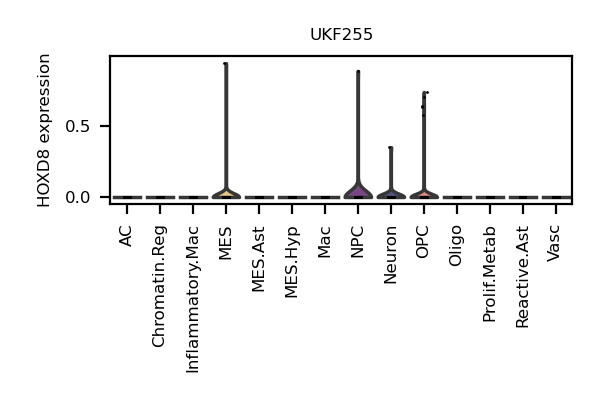 UKF255
HOXD8 expression
0.5
0.0
AC
Chromatin.Reg
Inflammatory.Mac
MES
MES.Ast
MES.Hyp
Mac
NPC
Neuron
OPC
Oligo
Prolif.Metab
Reactive.Ast
Vasc